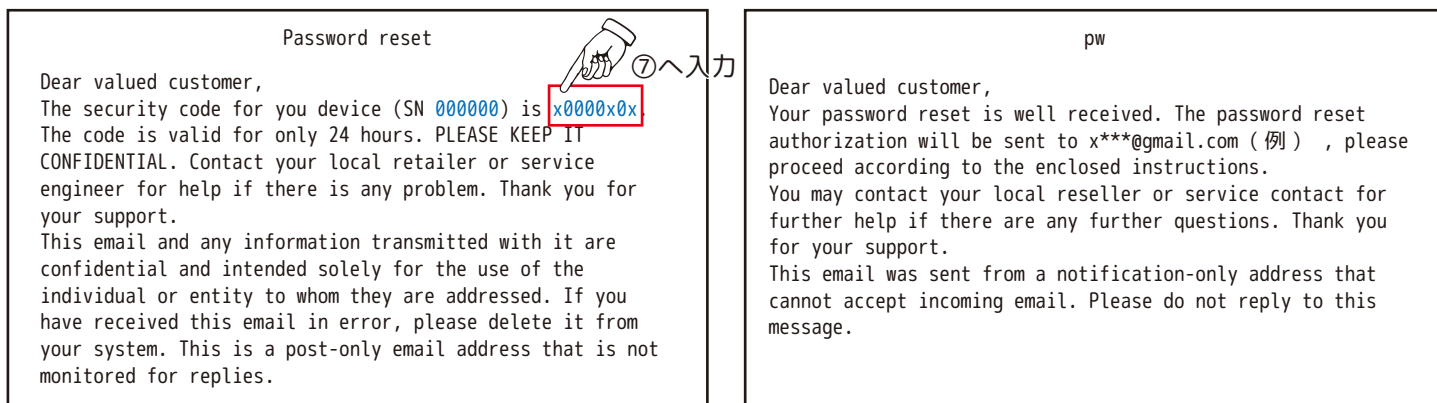 Password reset
⑦へ入力
Dear valued customer,
The security code for you device (SN 000000) is x0000x0x.
The code is valid for only 24 hours. PLEASE KEEP IT
CONFIDENTIAL. Contact your local retailer or service
engineer for help if there is any problem. Thank you for
your support.
This email and any information transmitted with it are
confidential and intended solely for the use of the
individual or entity to whom they are addressed. If you
have received this email in error, please delete it from
your system. This is a post-only email address that is not
monitored for replies.
pw
Dear valued customer,
Your password reset is well received. The password reset
authorization will be sent to x***@gmail.com（例） , please
proceed according to the enclosed instructions.
You may contact your local reseller or service contact for
further help if there are any further questions. Thank you
for your support.
This email was sent from a notification-only address that
cannot accept incoming email. Please do not reply to this
message.